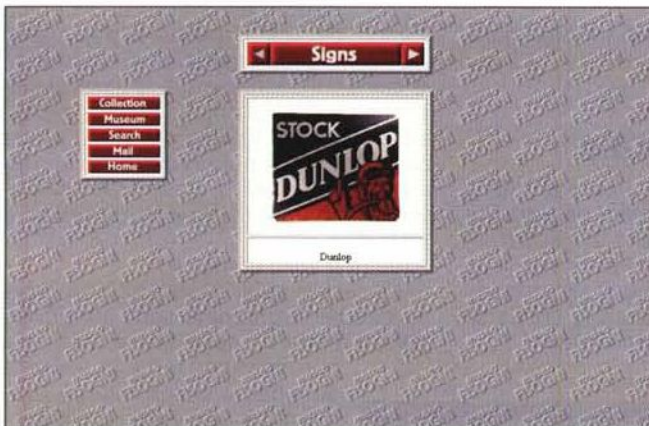 Signs
Collection
Museum
Search
Mail
Home
STOCK
DUNLOP
Dunlop